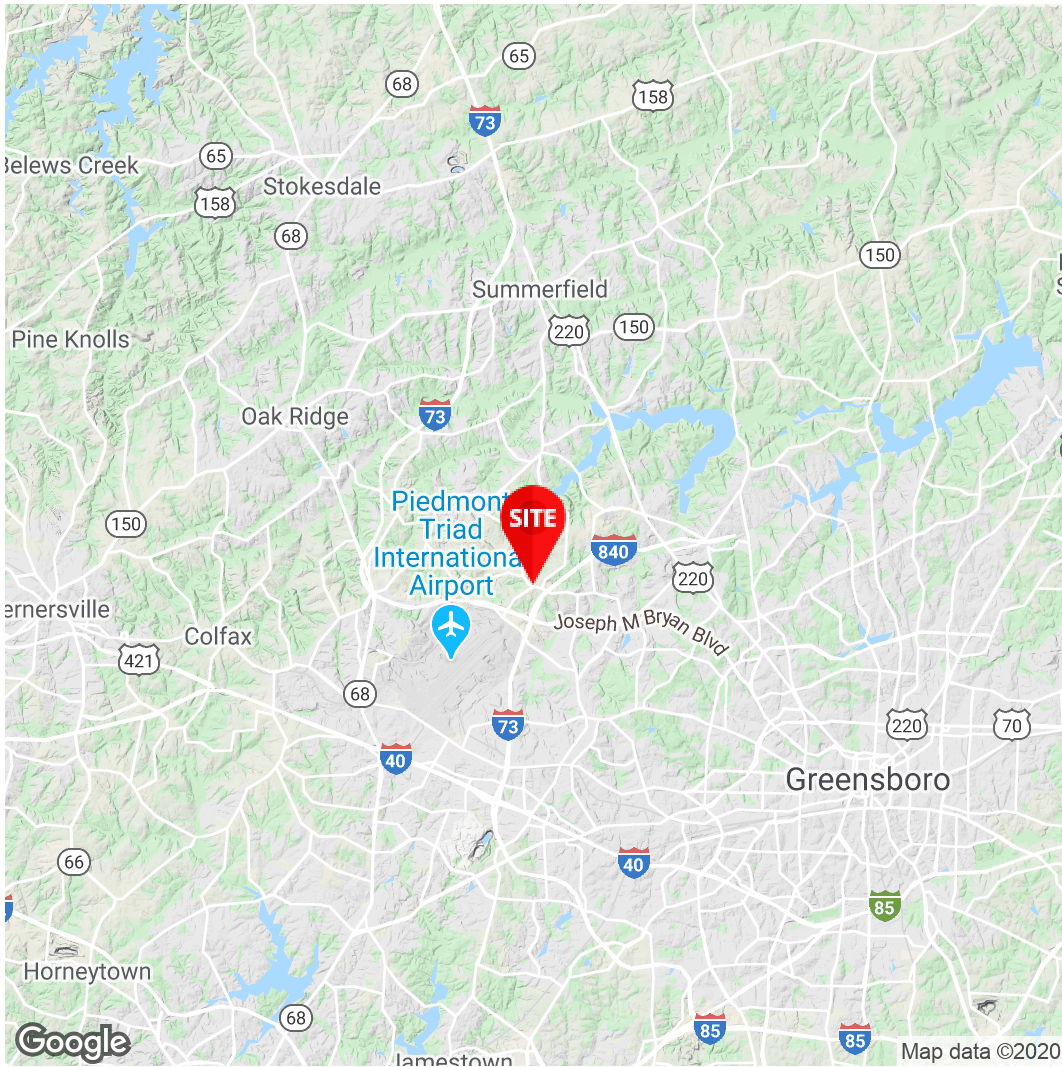 65
68
158
73
Belews Creek
65
Stokesdale
158
68
150
Summerfield
220
150
Pine Knolls
73
Oak Ridge
Piedmont
Triad
International
Airport
SITE
150
840
220
ernersville
Joseph M Bryan Blvd
Colfax
421
68
73
220
70
40
Greensboro
66
40
85
Horneytown
68
85
85
Jamestown
Google
Map data ©2020